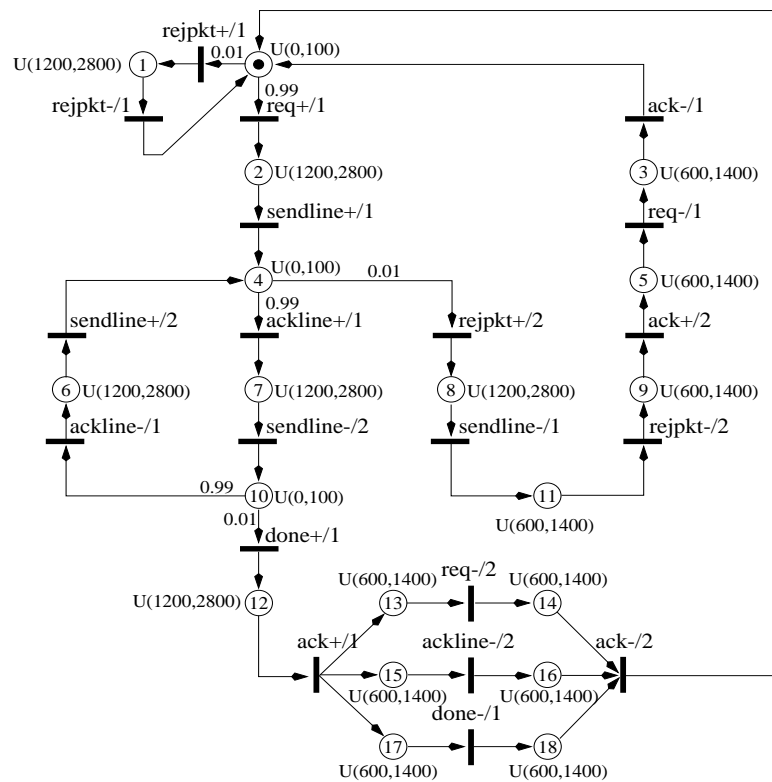 rejpkt+/1
U(0,100)
0.01
U(1200,2800)
1
0.99
rejpkt-/1
req+/1
ack-/1
2
U(1200,2800)
3
U(600,1400)
sendline+/1
req-/1
U(0,100)
4
0.01
5
U(600,1400)
0.99
sendline+/2
ackline+/1
rejpkt+/2
ack+/2
6
U(1200,2800)
7
U(1200,2800)
8
U(1200,2800)
9
U(600,1400)
ackline-/1
sendline-/2
sendline-/1
rejpkt-/2
0.99
10
U(0,100)
11
0.01
U(600,1400)
done+/1
req-/2
U(600,1400)
U(600,1400)
U(1200,2800)
12
13
14
ack+/1
ackline-/2
ack-/2
15
16
U(600,1400)
U(600,1400)
done-/1
17
18
U(600,1400)
U(600,1400)